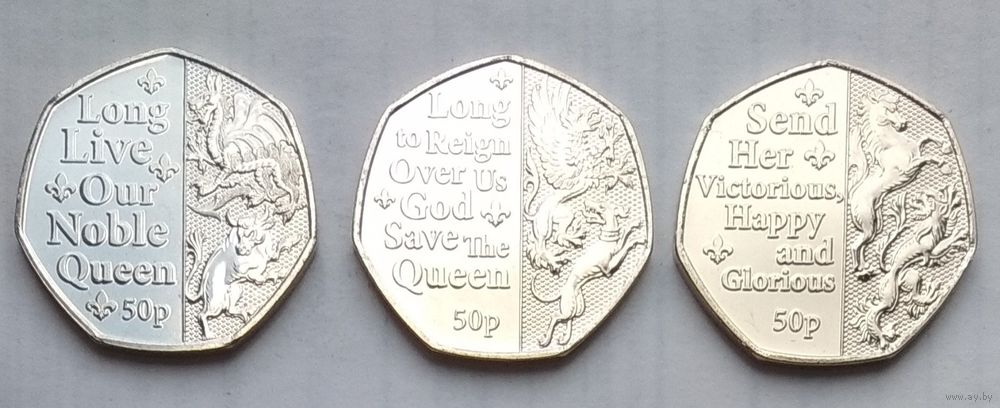 Long
Live
Our
Noble
Queen
50p
Long
to Reign
Over Us
God
Save The
Queen
50p
Send
Her
Victorious,
Happy
and
Glorious
50p
www.ay.by